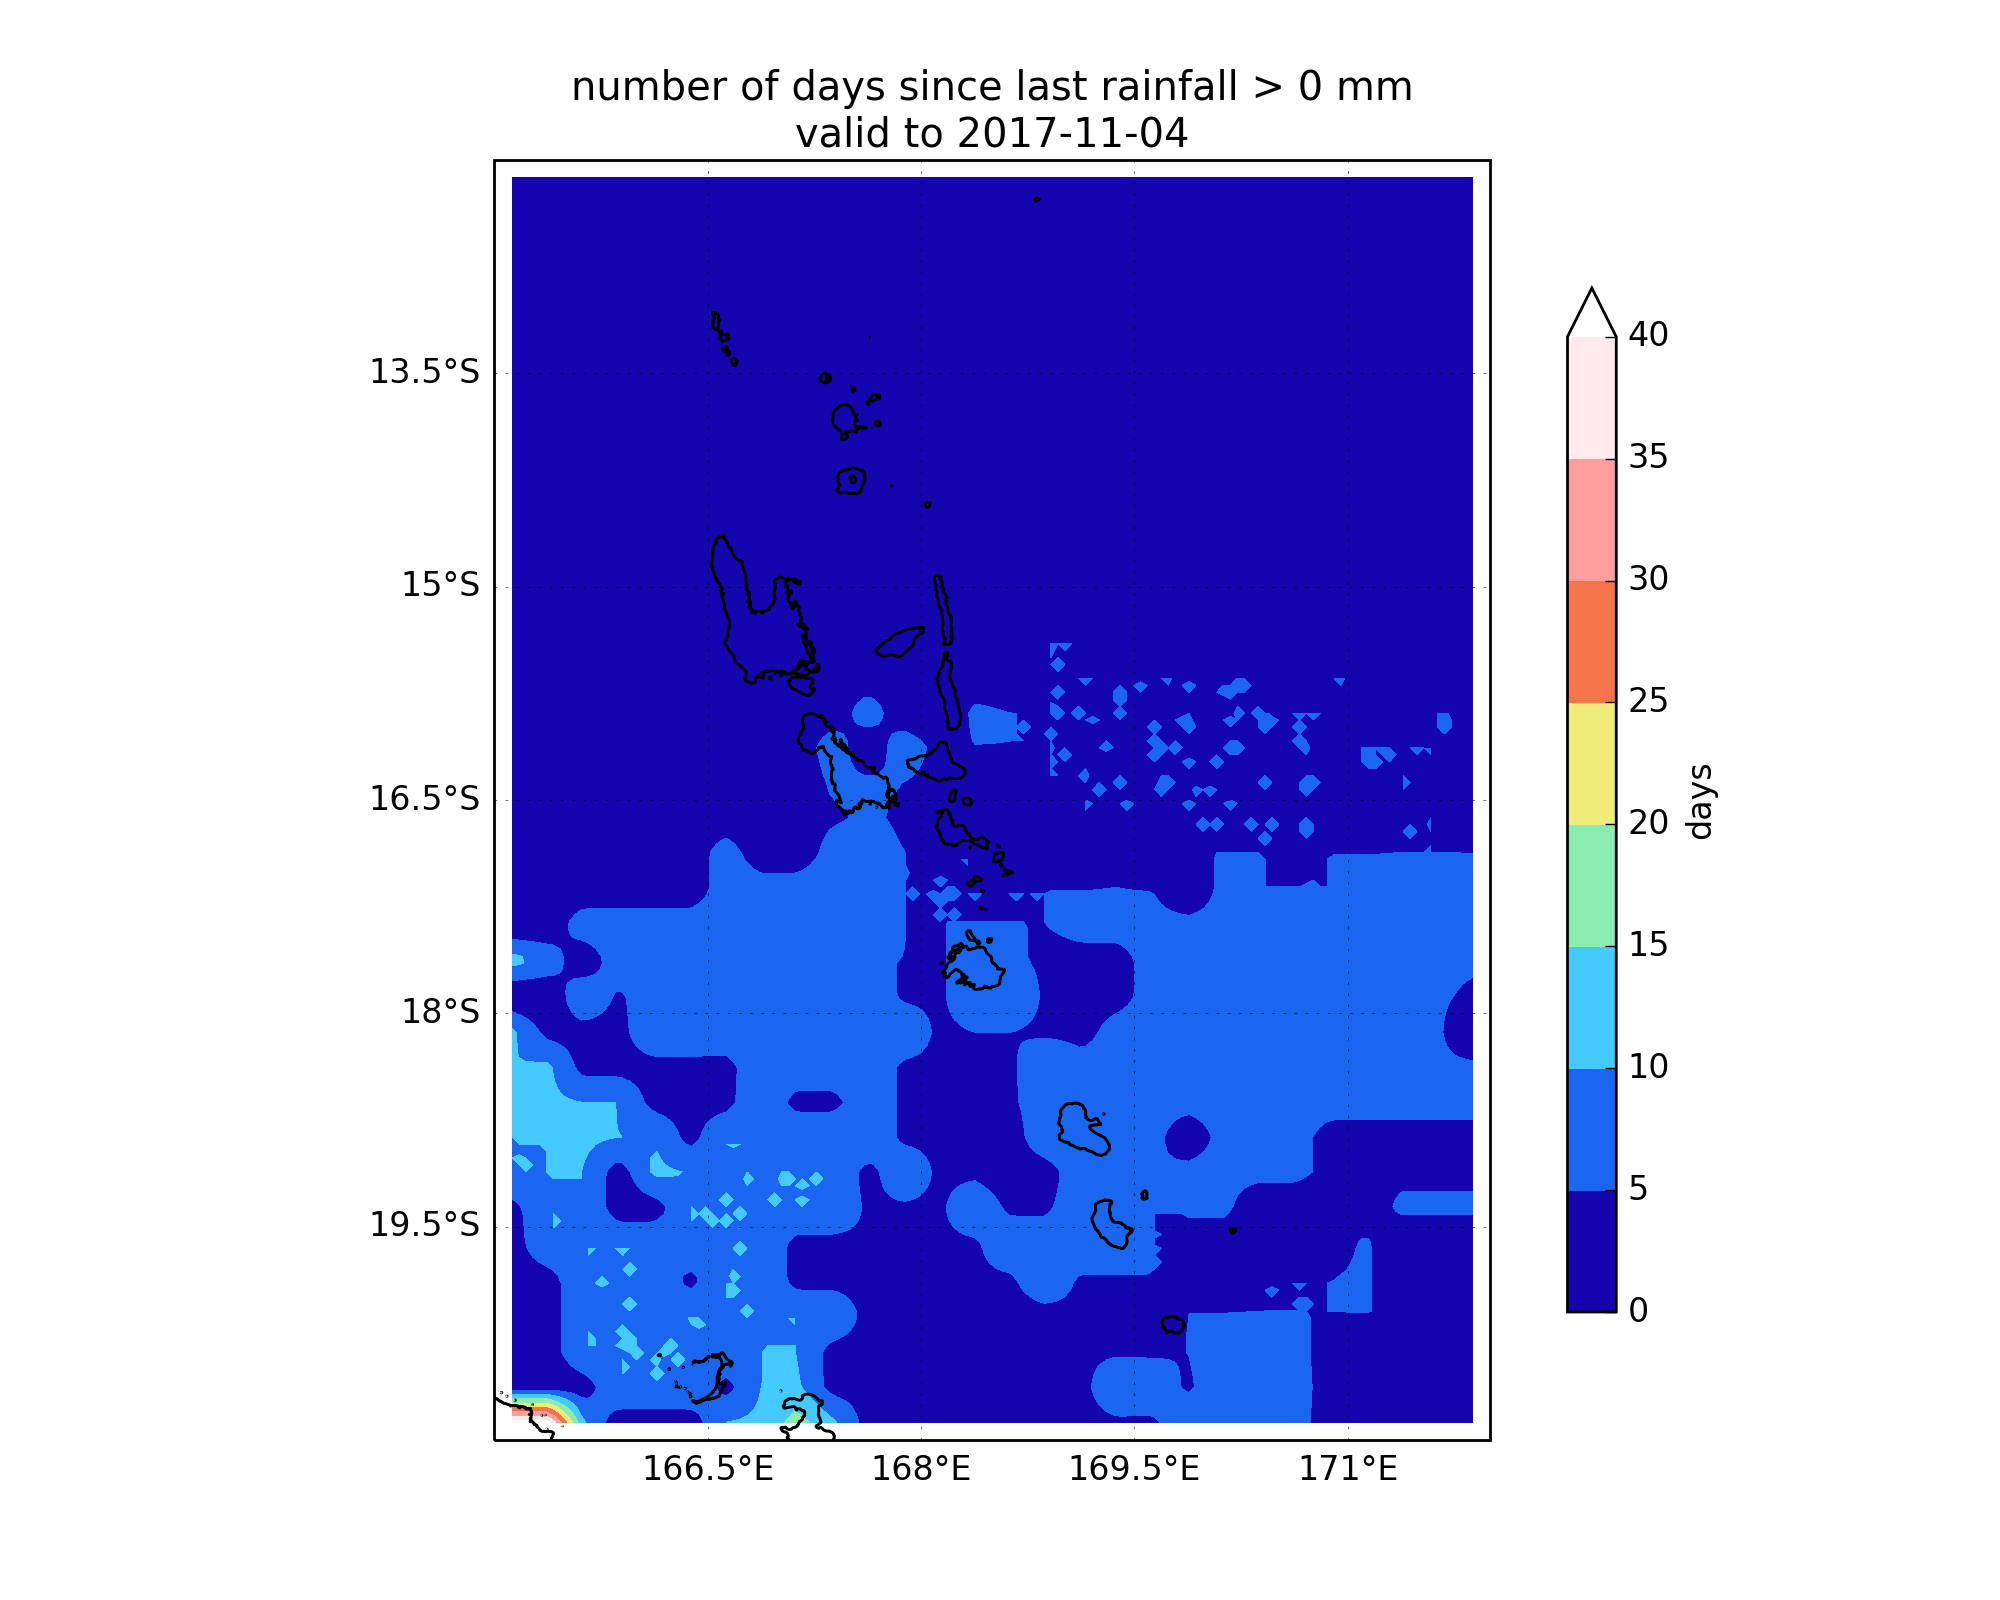 number of days since last rainfall > 0 mm
valid to 2017-11-04
13.5°S
15°S
16.5°S
18°S
19.5°S
166.5°E
168°E
169.5°E
171°E
40
35
30
25
20
15
10
5
0
days